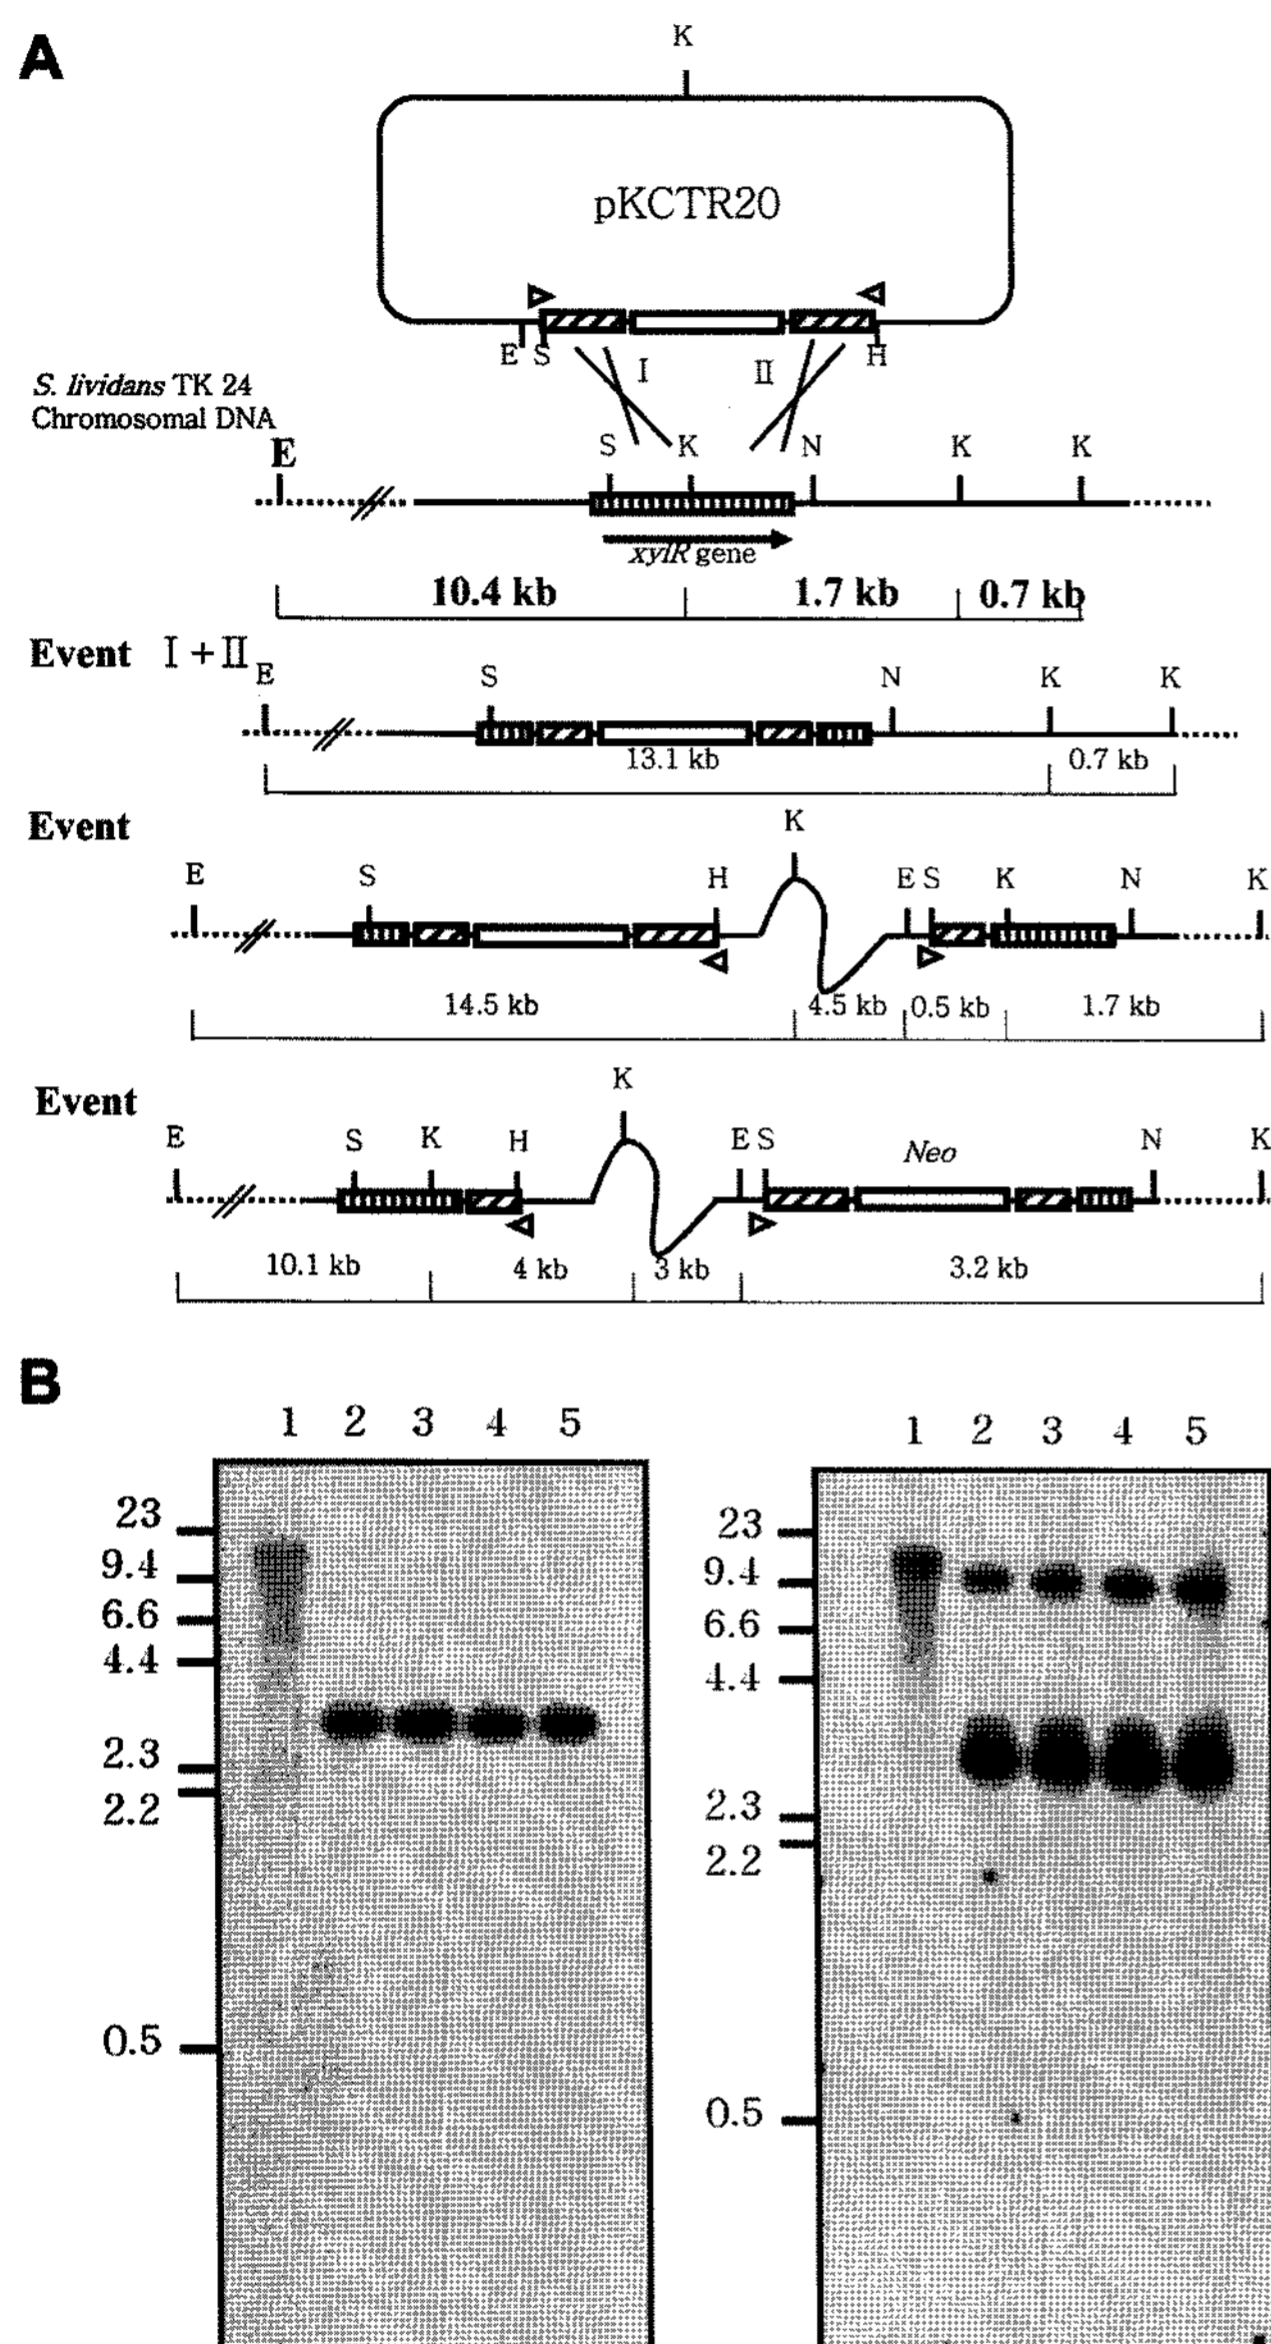 A
K
pKCTR20
E S I II H
S. lividans TK 24
Chromosomal DNA
E S K N K K
xylR gene
10.4 kb 1.7 kb 0.7 kb
Event I + II
E S N K K
13.1 kb 0.7 kb
Event
K
E S H E S K N K
14.5 kb 4.5 kb 0.5 kb 1.7 kb
Event
K
E S K H E S Neo N K
10.1 kb 4 kb 3 kb 3.2 kb
B
1 2 3 4 5
23
9.4
6.6
4.4
2.3
2.2
0.5
1 2 3 4 5
23
9.4
6.6
4.4
2.3
2.2
0.5